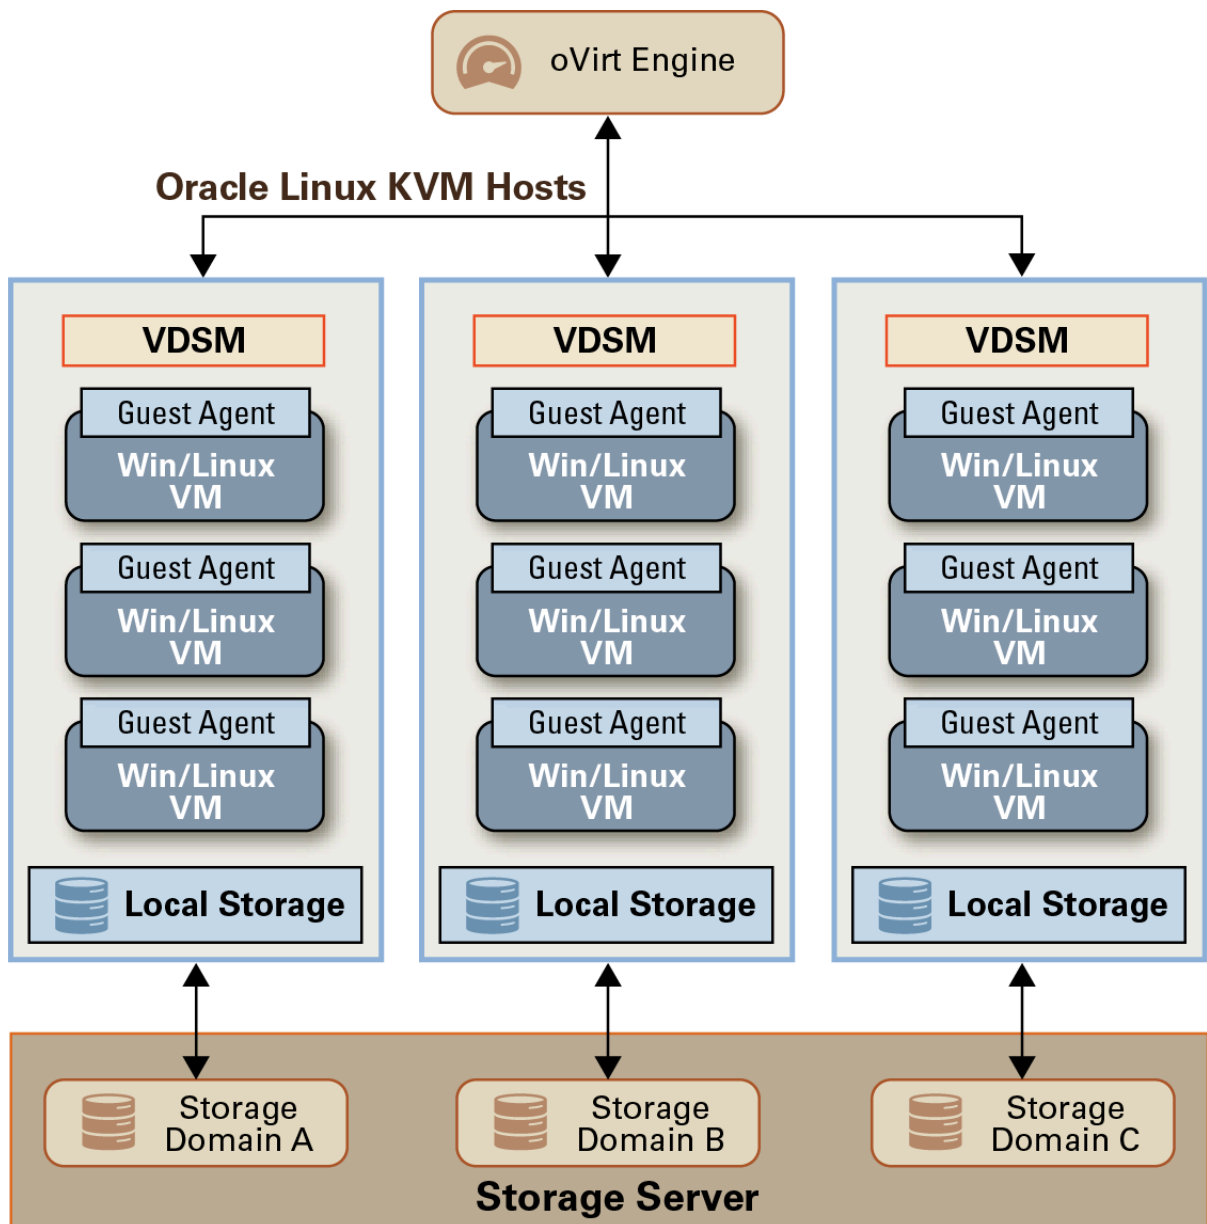 oVirt Engine
Oracle Linux KVM Hosts
VDSM
Guest Agent
Win/Linux
VM
Guest Agent
Win/Linux
VM
Guest Agent
Win/Linux
VM
Local Storage
VDSM
Guest Agent
Win/Linux
VM
Guest Agent
Win/Linux
VM
Guest Agent
Win/Linux
VM
Local Storage
VDSM
Guest Agent
Win/Linux
VM
Guest Agent
Win/Linux
VM
Guest Agent
Win/Linux
VM
Local Storage
Storage
Domain A
Storage
Domain B
Storage
Domain C
Storage Server